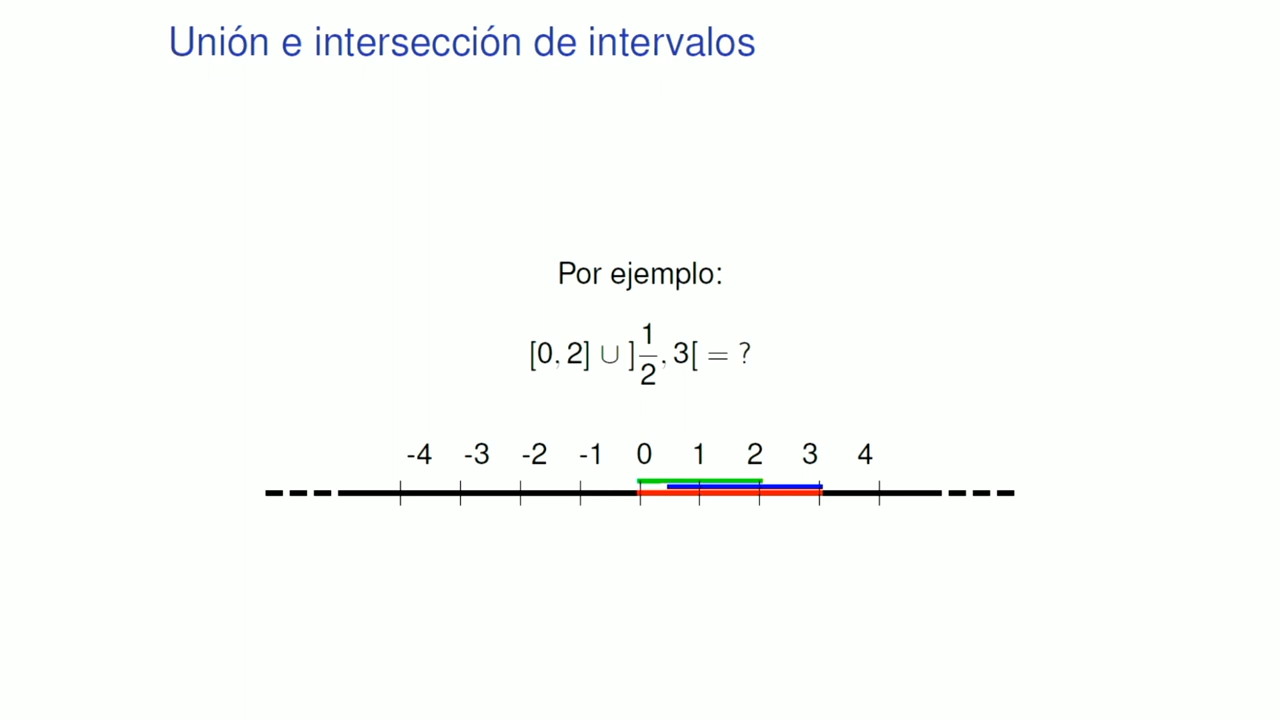 Unión e intersección de intervalos
Por ejemplo:
[0, 2] ∪ ]1/2, 3[ = ?
-4 -3 -2 -1 0 1 2 3 4